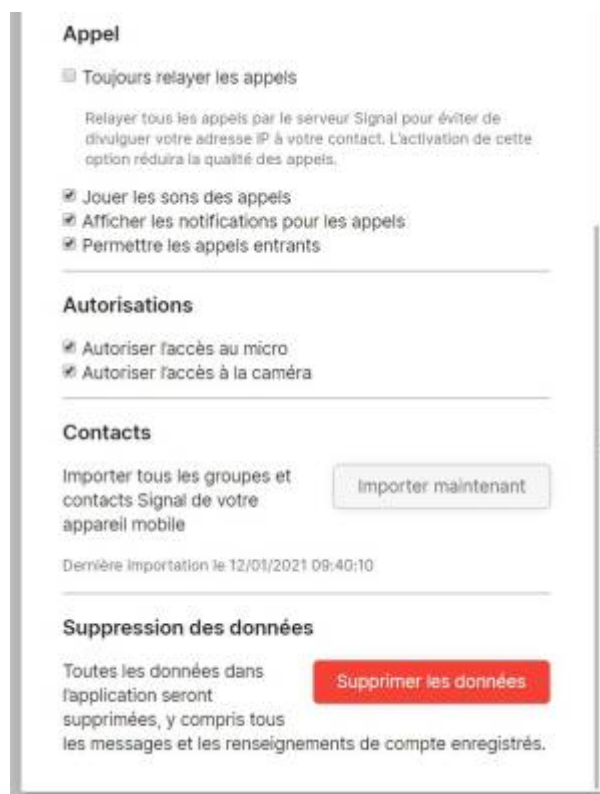 Appel
Toujours relayer les appels
Relayer tous les appels par le serveur Signal pour éviter de
divulguer votre adresse IP à votre contact. L'activation de cette
option réduira la qualité des appels.
Jouer les sons des appels
Afficher les notifications pour les appels
Permettre les appels entrants
Autorisations
Autoriser l'accès au micro
Autoriser l'accès à la caméra
Contacts
Importer tous les groupes et
contacts Signal de votre
appareil mobile
Importer maintenant
Dernière importation le 12/01/2021 09:40:10
Suppression des données
Toutes les données dans
l'application seront
supprimées, y compris tous
les messages et les renseignements de compte enregistrés.
Supprimer les données